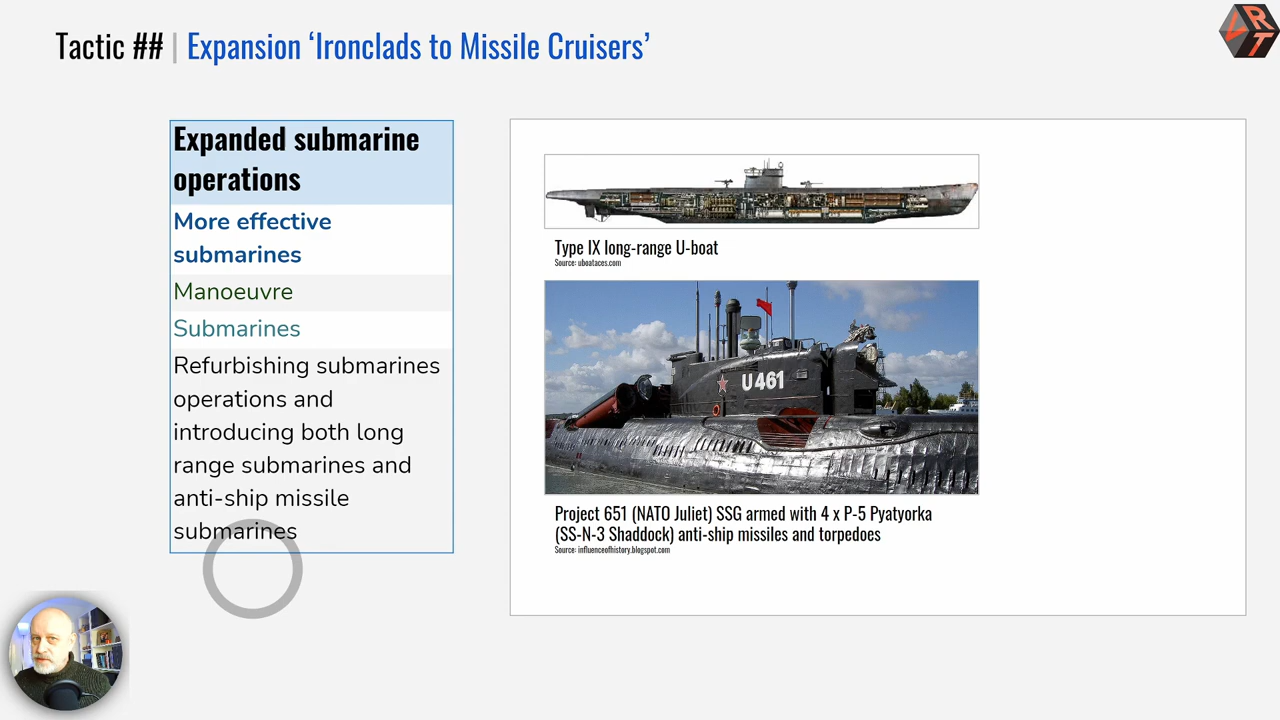 Tactic ## | Expansion ‘Ironclads to Missile Cruisers’
RT
Expanded submarine
operations
More effective
submarines
Manoeuvre
Submarines
Refurbishing submarines
operations and
introducing both long
range submarines and
anti-ship missile
submarines
Type IX long-range U-boat
Source: uboataces.com
U461
Project 651 (NATO Juliet) SSG armed with 4 x P-5 Pyatyorka
(SS-N-3 Shaddock) anti-ship missiles and torpedoes
Source: influenceofhistory.blogspot.com